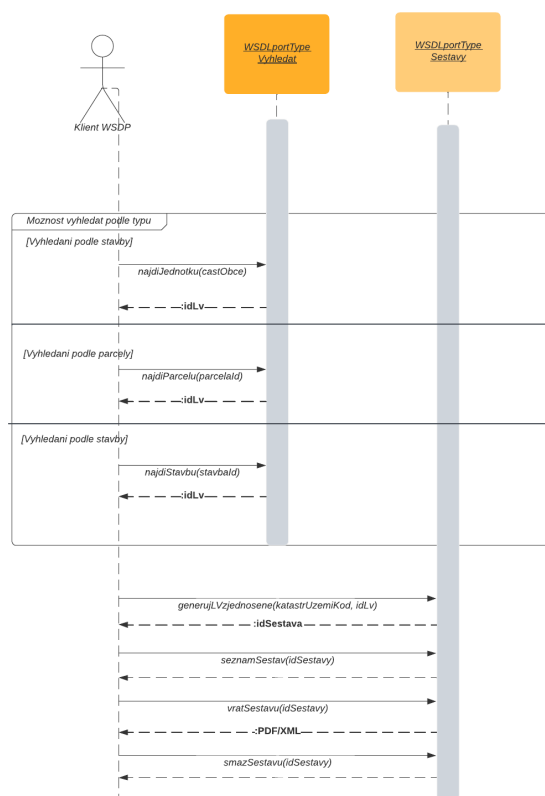 WSDLportType
Vyhledat
WSDLportType
Sestavy
Klient WSDP
Moznost vyhledat podle typu
[Vyhledani podle stavby]
najdiJednotku(castObce)
:idLv
[Vyhledani podle parcely]
najdiParcelu(parcelaId)
:idLv
[Vyhledani podle stavby]
najdiStavbu(stavbaId)
:idLv
generujLVzjednosene(katastrUzemiKod, idLv)
:idSestava
seznamSestav(idSestavy)
vratSestavu(idSestavy)
:PDF/XML
smazSestavu(idSestavy)